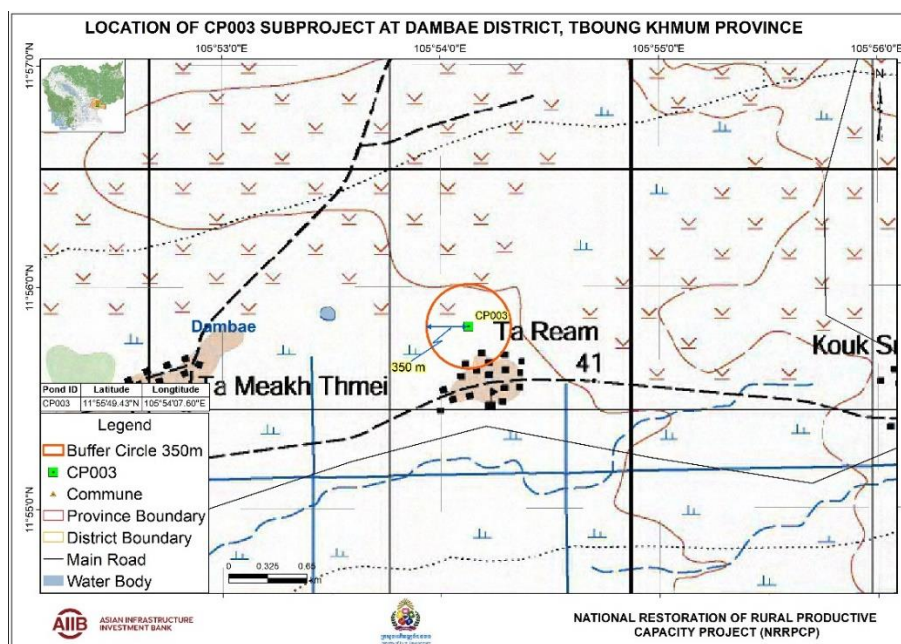 LOCATION OF CP003 SUBPROJECT AT DAMBAE DISTRICT, TBOUNG KHMUM PROVINCE
105°53'0"E 105°54'0"E 105°55'0"E 105°56'0"E
11°57'0"N
N
11°56'0"N
CP003
Dambae
Ta Ream
41
Kouk
350 m
Ta Meakh Thmei
Pond ID Latitude Longtitude
CP003 11°55'49.43"N 105°54'07.60"E
Legend
Buffer Circle 350m
CP003
Commune
Province Boundary
District Boundary
Main Road
Water Body
11°55'0"N
0 0.325 0.65
km
AIIB ASIAN INFRASTRUCTURE
INVESTMENT BANK
NATIONAL RESTORATION OF RURAL PRODUCTIVE
CAPACITY PROJECT (NRRPCP)